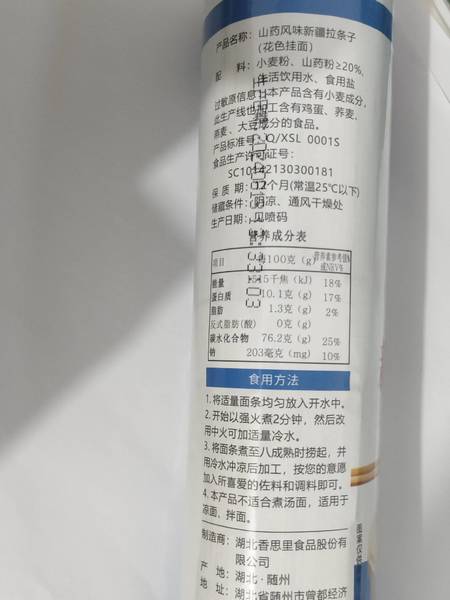 产品名称：山药风味新疆拉条子
（花色挂面）
配 料：小麦粉、山药粉≥20%、
生活饮用水、食用盐
过敏原信息：本产品含有小麦成分，
此生产线也加工含有鸡蛋、荞麦、
燕麦、大豆成分的食品。
产品标准号：Q/XSL 0001S
食品生产许可证号：
SC10142130300181
保 质 期：12个月(常温25℃以下)
储藏条件：阴凉、通风干燥处
生产日期：见喷码
营养成分表
项目 每100克（g) 营养素参考值%或NRV%
能量 1515千焦（kJ) 18%
蛋白质 10.1克（g) 17%
脂肪 1.3克（g) 2%
反式脂肪(酸) 0克（g)
碳水化合物 76.2克（g) 25%
钠 203毫克（mg) 10%
食用方法
1. 将适量面条均匀放入开水中。
2. 开始以强火煮2分钟，然后改
用中火可加适量冷水。
3. 将面条煮至八成熟时捞起，并
用冷水冲凉后加工，按您的意愿
加入所喜爱的佐料和调料即可。
4. 本产品不适合煮汤面，适用于
凉面、拌面。
制造商：湖北香思里食品股份有
限公司
产 地：湖北·随州
地 址：湖北省随州市曾都经济
图案仅供